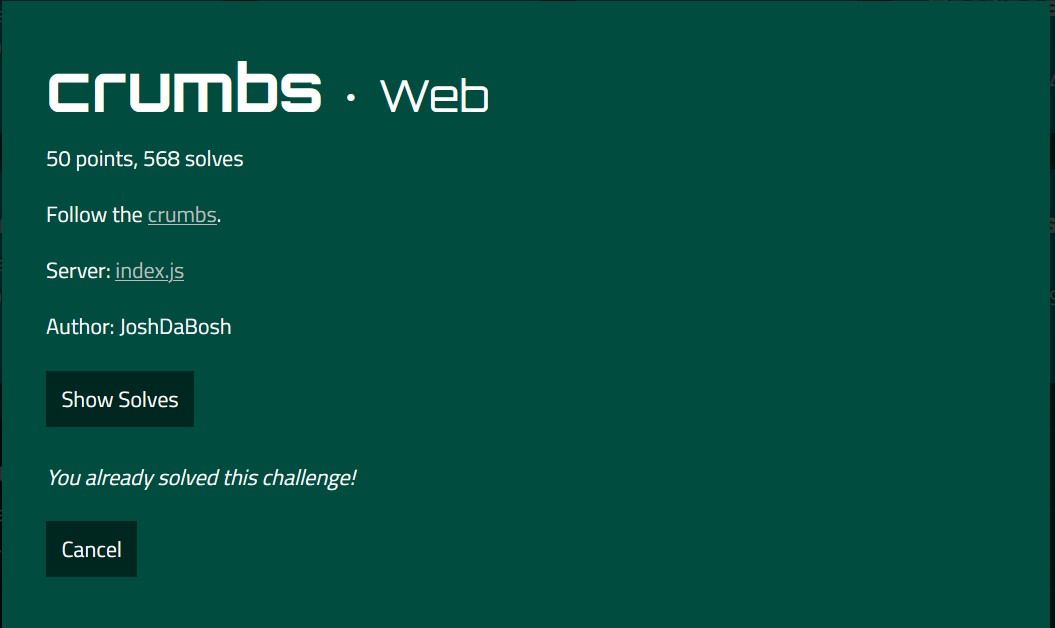 crumbs · Web
50 points, 568 solves
Follow the crumbs.
Server: index.js
Author: JoshDaBosh
Show Solves
You already solved this challenge!
Cancel